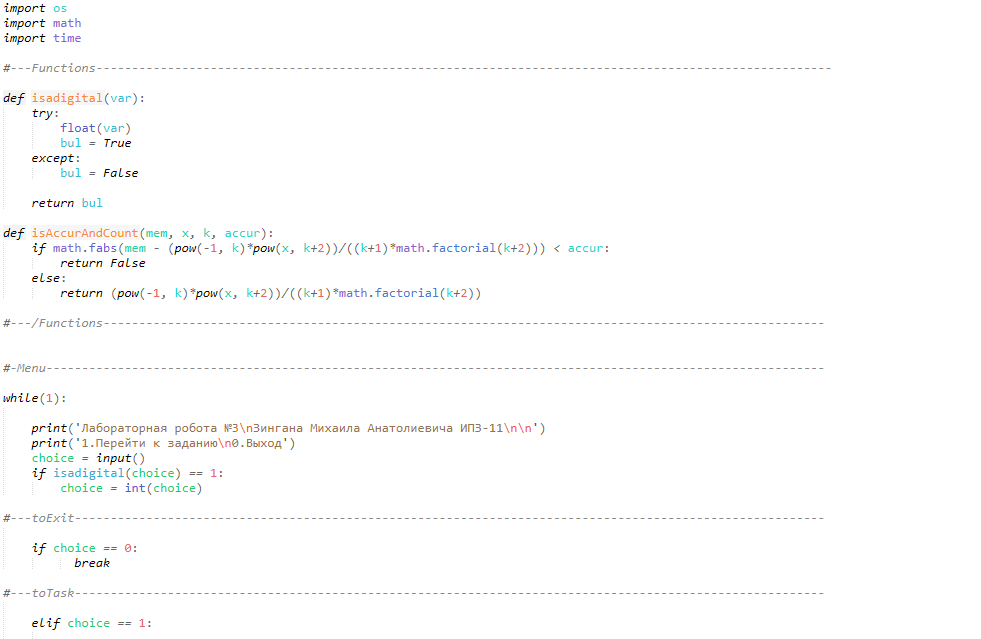 import os
import math
import time
#---Functions-------------------------------------------------------------------------------------------------------
def isadigital(var):
    try:
        float(var)
        bul = True
    except:
        bul = False
    return bul
def isAccurAndCount(mem, x, k, accur):
    if math.fabs(mem - (pow(-1, k)*pow(x, k+2))/((k+1)*math.factorial(k+2))) < accur:
        return False
    else:
        return (pow(-1, k)*pow(x, k+2))/((k+1)*math.factorial(k+2))
#---/Functions-----------------------------------------------------------------------------------------------------
#-Menu-------------------------------------------------------------------------------------------------------------
while(1):
    print('Лабораторная робота №3\nЗингана Михаила Анатолиевича ИПЗ-11\n\n')
    print('1.Перейти к заданию\n0.Выход')
    choice = input()
    if isadigital(choice) == 1:
        choice = int(choice)
#---toExit---------------------------------------------------------------------------------------------------------
    if choice == 0:
          break
#---toTask---------------------------------------------------------------------------------------------------------
    elif choice == 1: